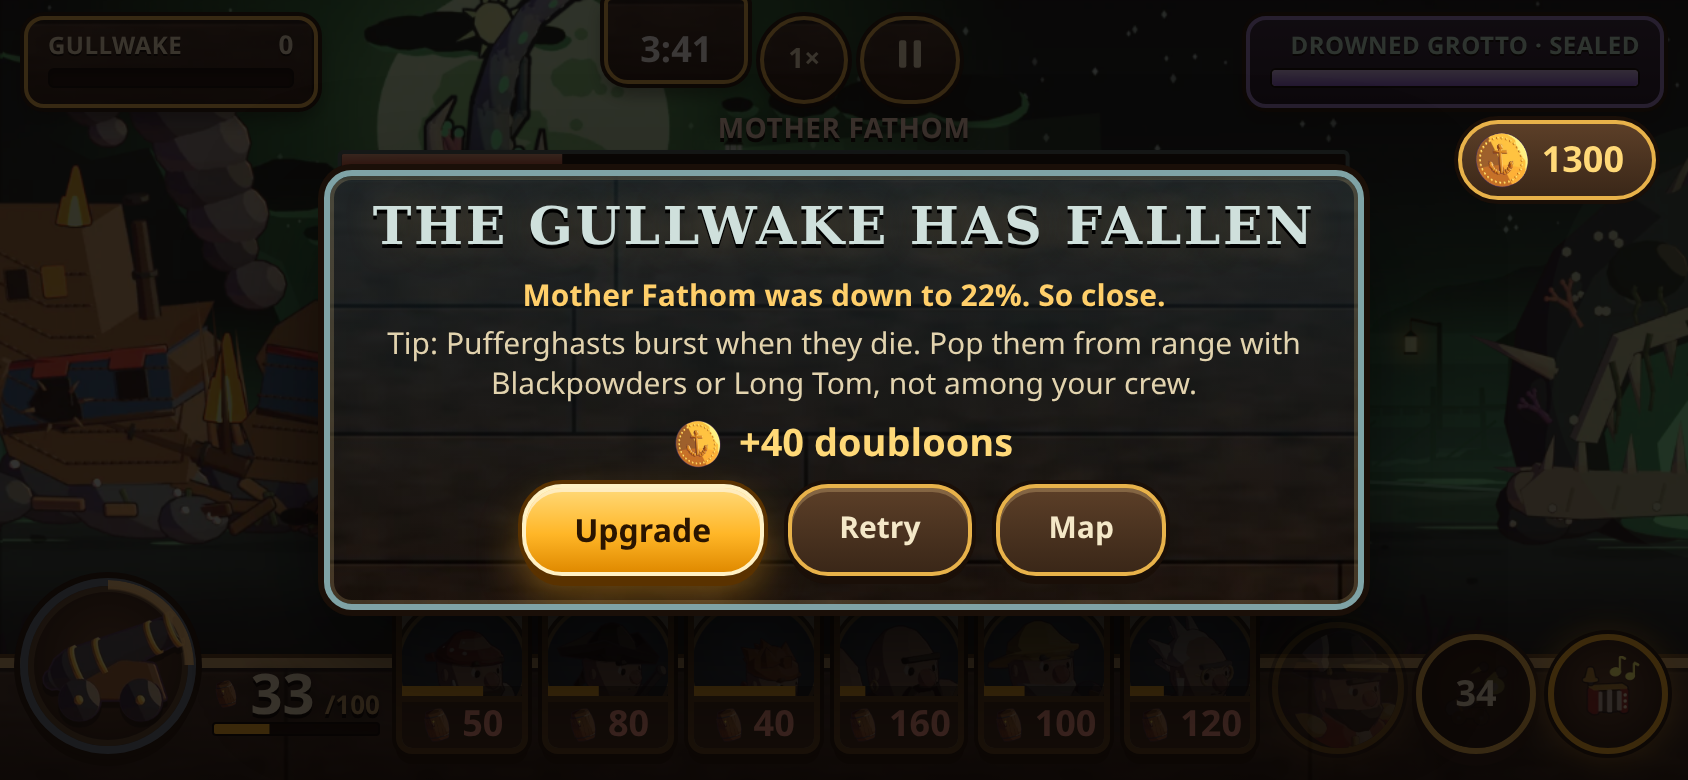 GULLWAKE 0
3:41
1×
DROWNED GROTTO · SEALED
MOTHER FATHOM
1300
THE GULLWAKE HAS FALLEN
Mother Fathom was down to 22%. So close.
Tip: Pufferghasts burst when they die. Pop them from range with
Blackpowders or Long Tom, not among your crew.
+40 doubloons
Upgrade
Retry
Map
33 /100
50
80
40
160
100
120
34